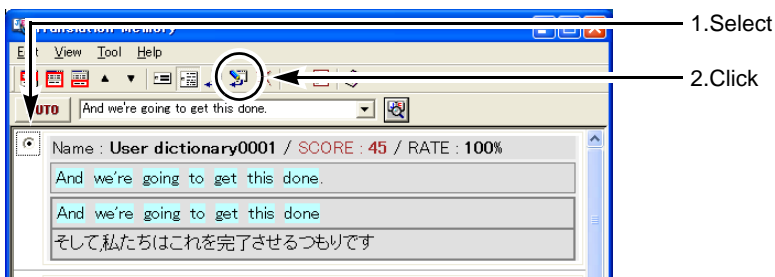 Translation Memory
1.Select
Edit View Tool Help
2.Click
AUTO And we're going to get this done.
Name : User dictionary0001 / SCORE : 45 / RATE : 100%
And we're going to get this done.
And we're going to get this done
そして,私たちはこれを完了させるつもりです